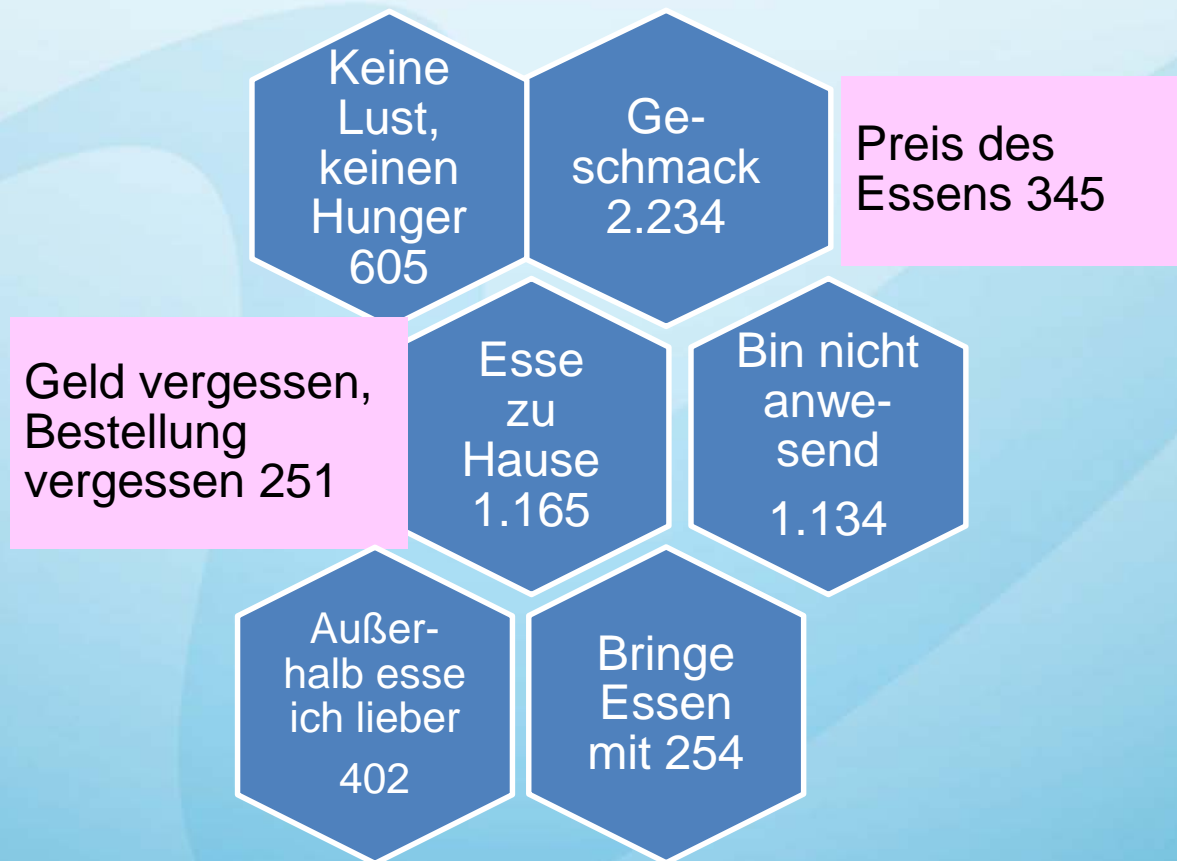 Keine
Lust,
keinen
Hunger
605
Ge-
schmack
2.234
Preis des
Essens 345
Geld vergessen,
Bestellung
vergessen 251
Esse
zu
Hause
1.165
Bin nicht
anwe-
send
1.134
Außer-
halb esse
ich lieber
402
Bringe
Essen
mit 254